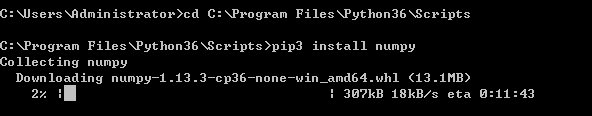 C:\Users\Administrator>cd C:\Program Files\Python36\Scripts
C:\Program Files\Python36\Scripts>pip3 install numpy
Collecting numpy
Downloading numpy-1.13.3-cp36-none-win_amd64.whl (13.1MB)
2% |█ | 307kB 18kB/s eta 0:11:43